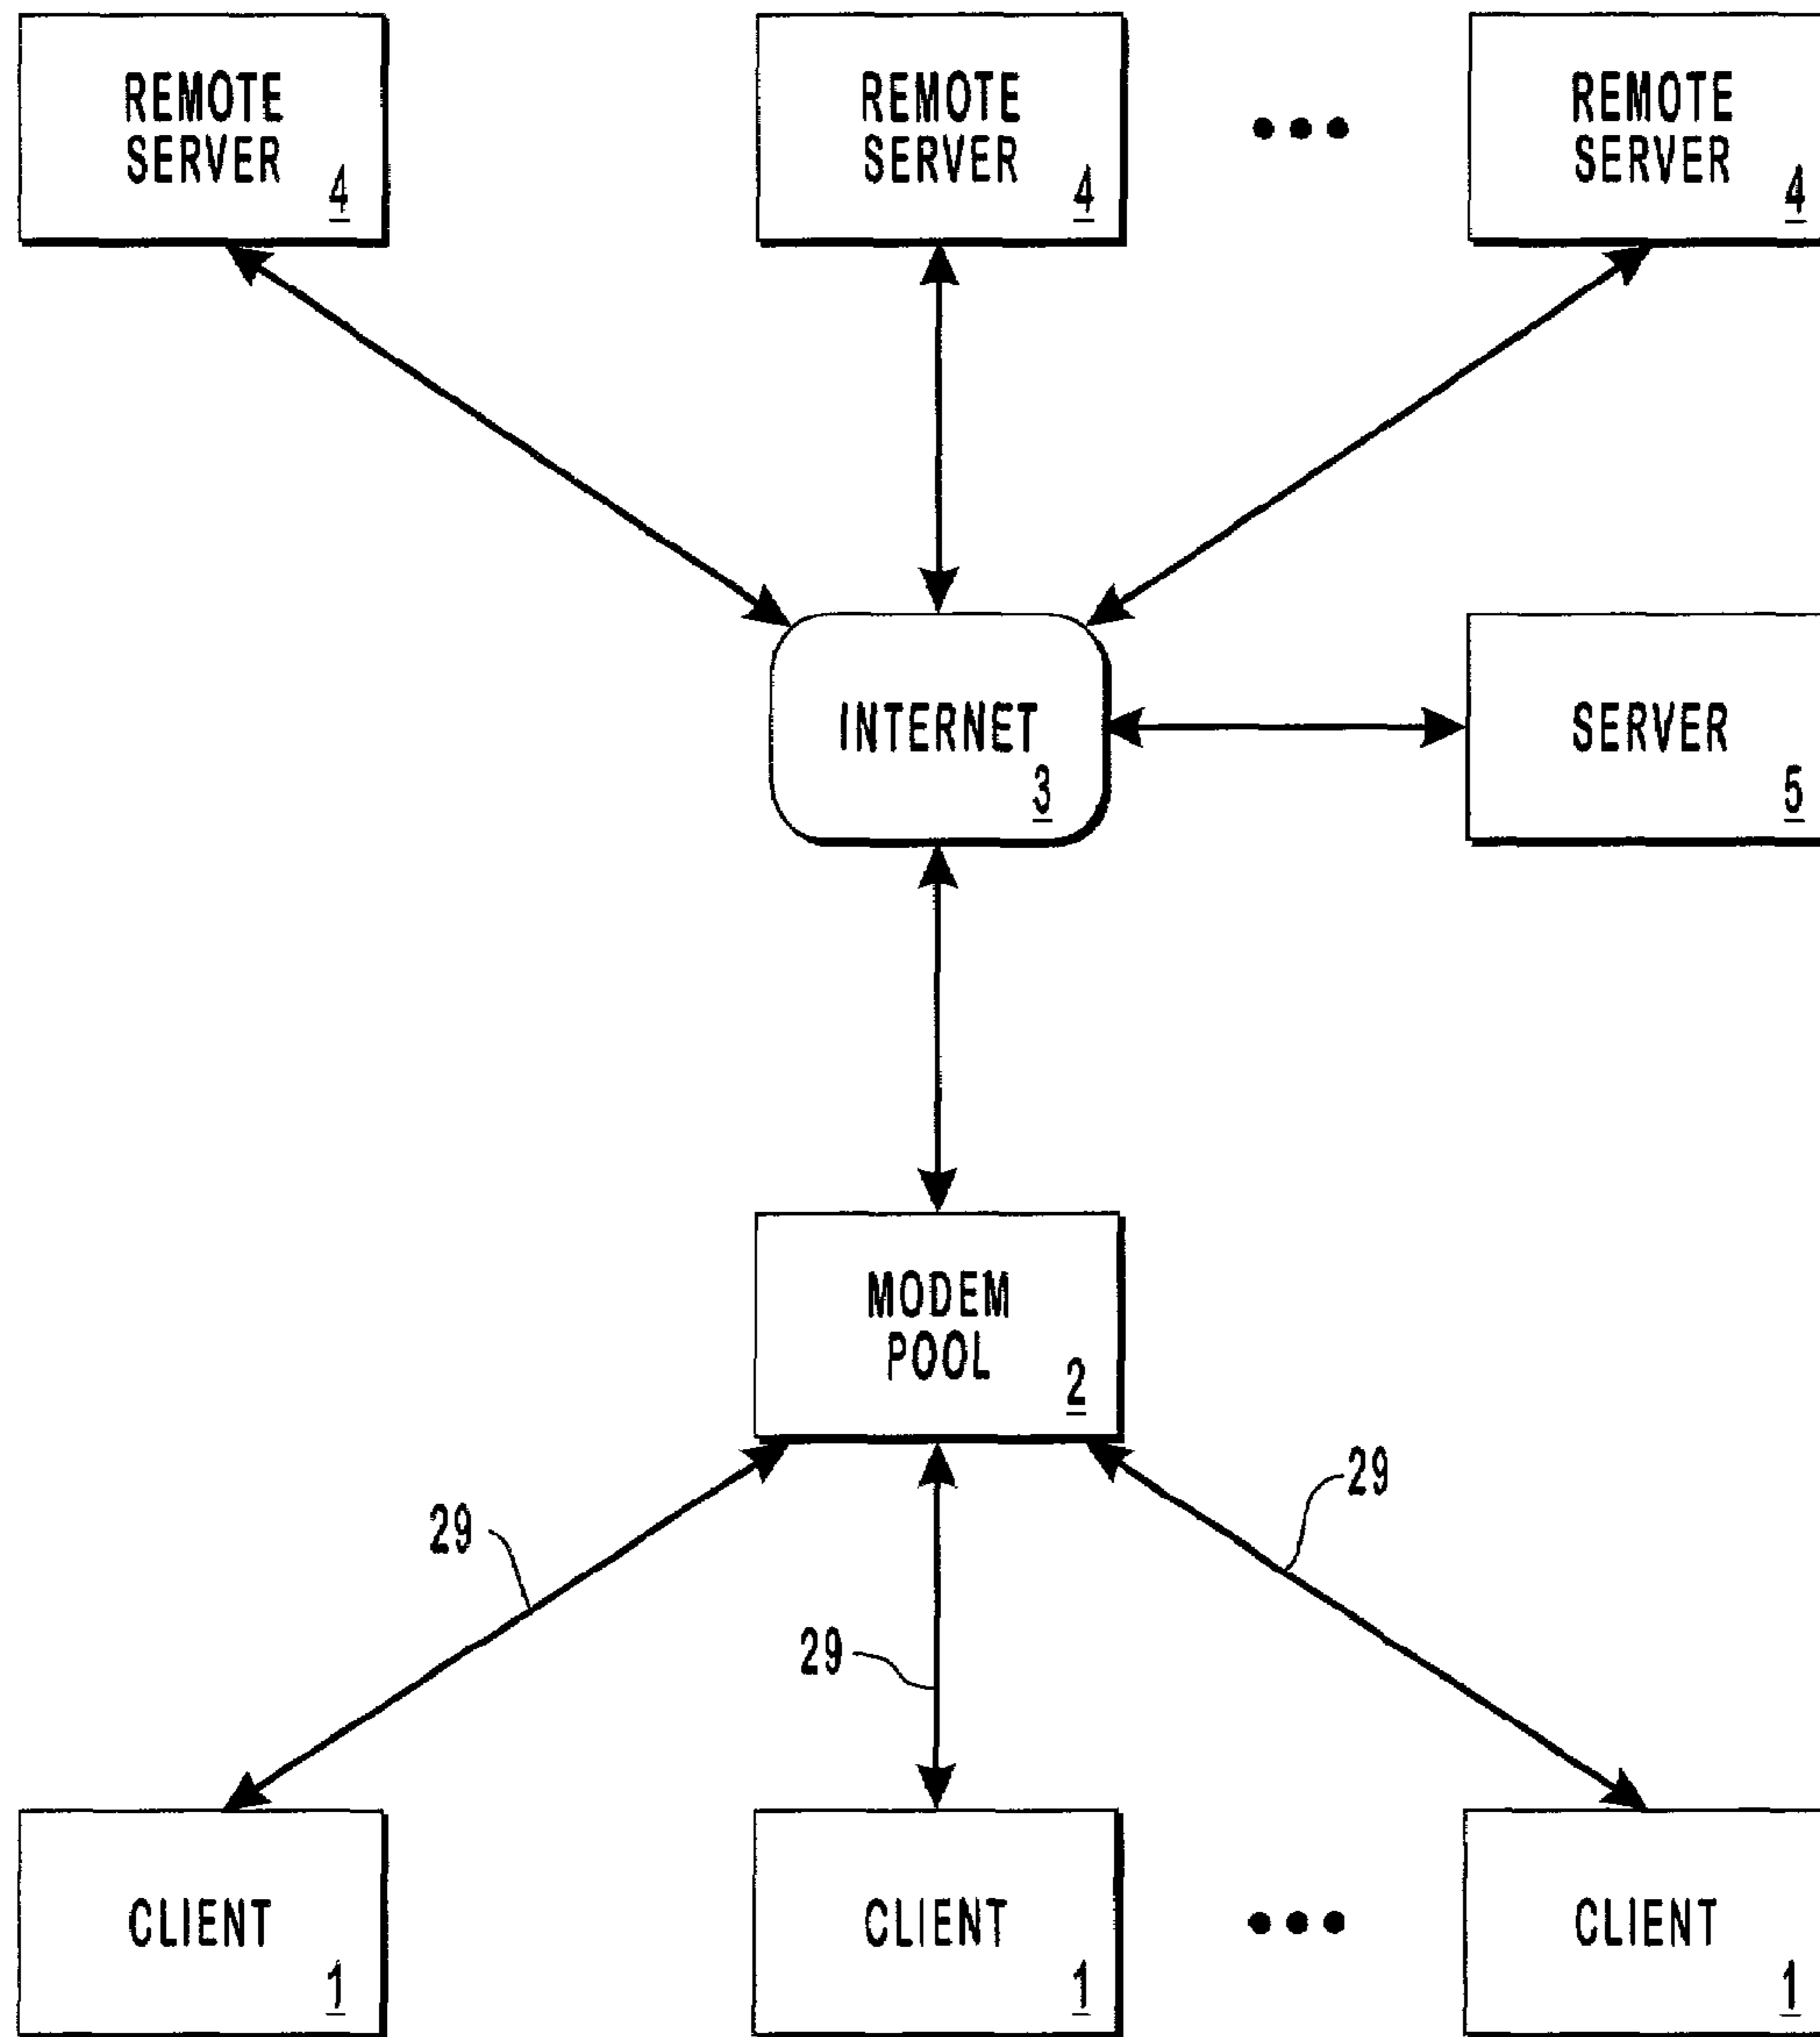 REMOTE
SERVER
4
REMOTE
SERVER
4
REMOTE
SERVER
4
INTERNET
3
SERVER
5
MODEM
POOL
2
29
29
29
CLIENT
1
CLIENT
1
CLIENT
1